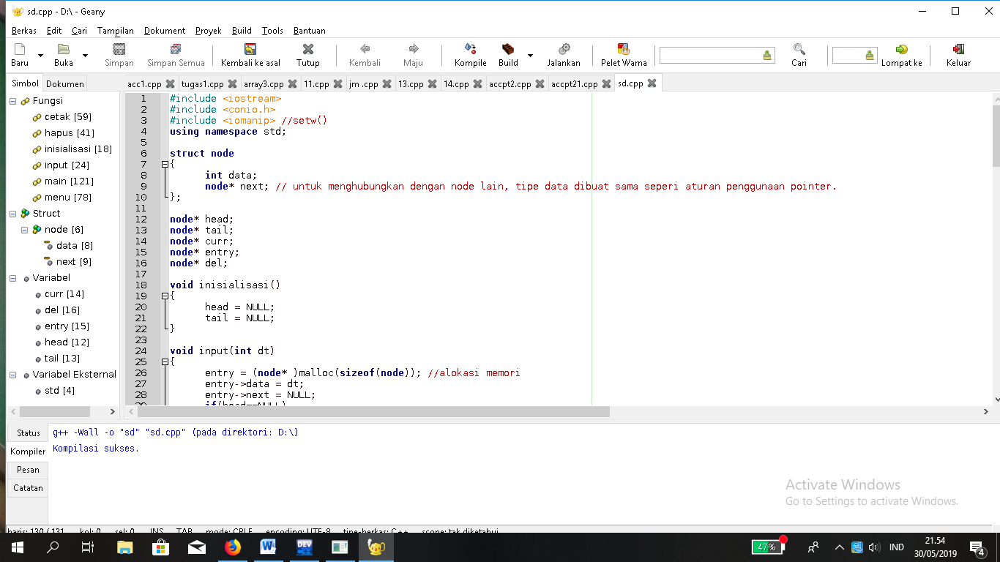 sd.cpp - D:\ - Geany
Berkas Edit Cari Tampilan Dokument Proyek Build Tools Bantuan
Baru Buka Simpan Simpan Semua Kembali ke asal Tutup Kembali Maju Kompile Build Jalankan Pelet Warna Cari Lompat ke Keluar
Simbol Dokumen
acc1.cpp tugas1.cpp array3.cpp 11.cpp jm .cpp 13.cpp 14.cpp accpt2.cpp accpt21.cpp sd.cpp
Fungsi
cetak [59]
hapus [41]
inisialisasi [18]
input [24]
main [121]
menu [78]
Struct
node [6]
data [8]
next [9]
Variabel
curr [14]
del [16]
entry [15]
head [12]
tail [13]
Variabel Eksternal
std [4]
1 #include <iostream>
2 #include <conio.h>
3 #include <iomanip> //setw()
4 using namespace std;
5
6 struct node
7 {
8 int data;
9 node* next; // untuk menghubungkan dengan node lain, tipe data dibuat sama seperi aturan penggunaan pointer.
10 };
11
12 node* head;
13 node* tail;
14 node* curr;
15 node* entry;
16 node* del;
17
18 void inisialisasi()
19 {
20 head = NULL;
21 tail = NULL;
22 }
23
24 void input(int dt)
25 {
26 entry = (node* )malloc(sizeof(node)); //alokasi memori
27 entry->data = dt;
28 entry->next = NULL;
29 if(head==NULL)
Status
Kompiler
Pesan
Catatan
g++ -Wall -o "sd" "sd.cpp" (pada direktori: D:\)
Kompilasi sukses.
Activate Windows
Go to Settings to activate Windows.
baris: 130 / 131 kol: 0 sel: 0 INS TAB mode: CRLF encoding: UTF-8 tipe-berkas: C++ scope: tak diketahui
DEV
47%
IND
21.54
30/05/2019
4